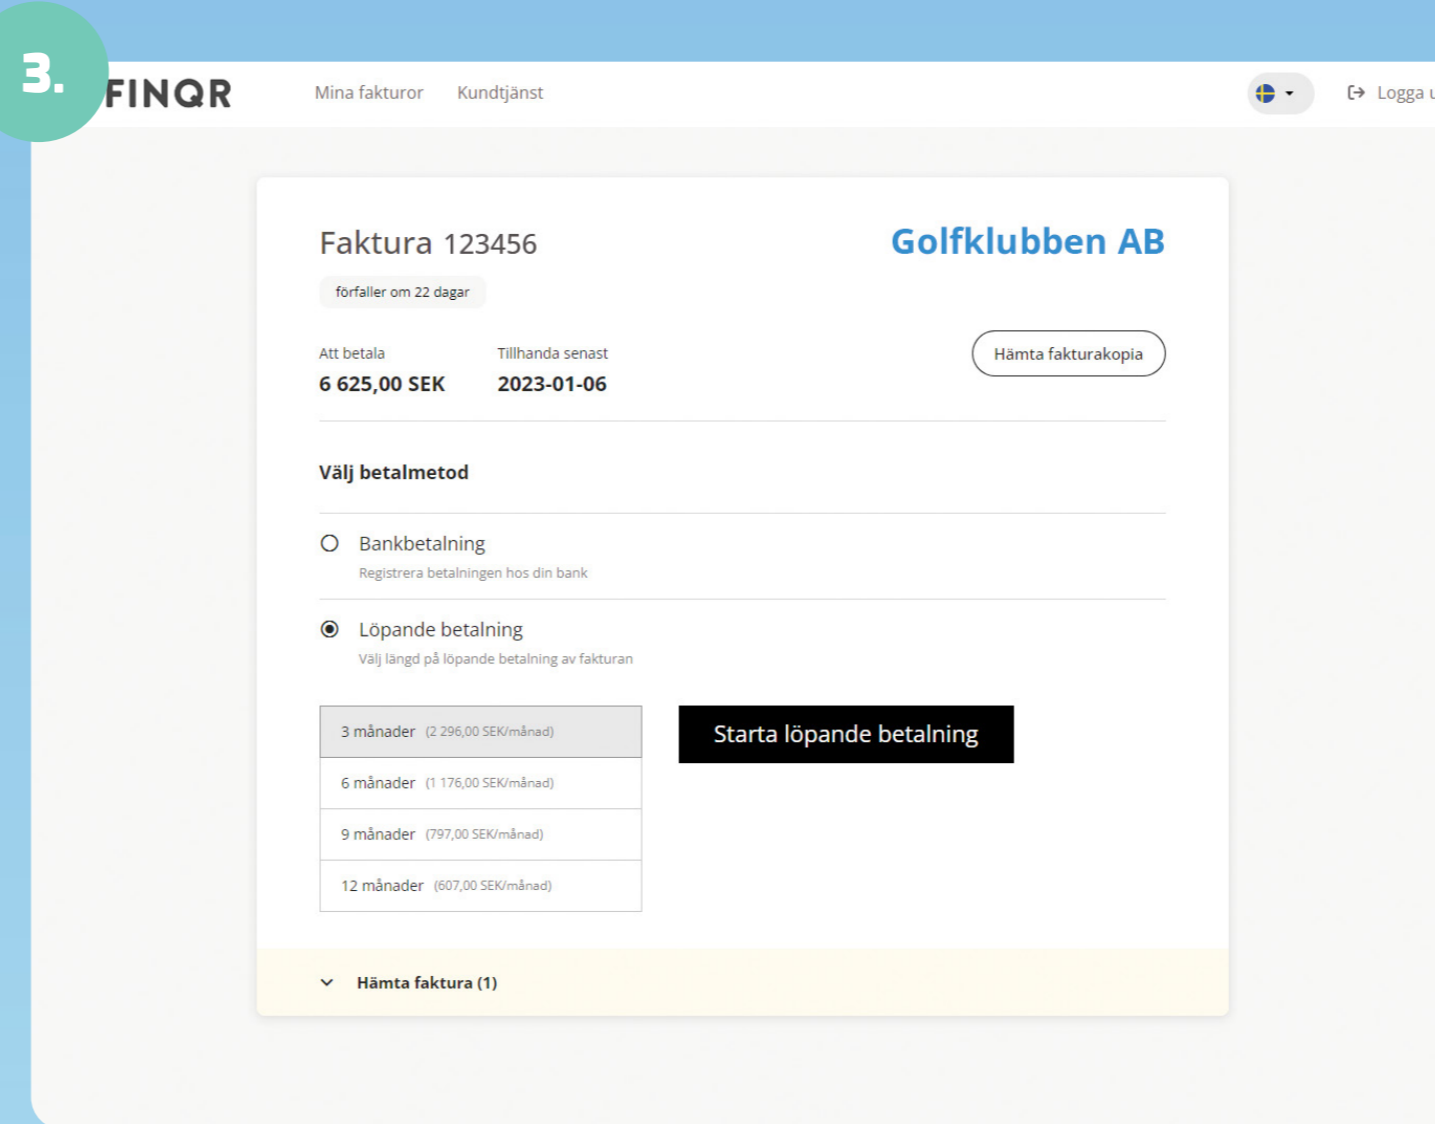 3.
FINQR Mina fakturor Kundtjänst Logga
Faktura 123456 Golfklubben AB
förfaller om 22 dagar
Att betala Tillhanda senast
6 625,00 SEK 2023-01-06
Hämta fakturakopia
Välj betalmetod
Bankbetalning
Registrera betalningen hos din bank
Löpande betalning
Välj längd på löpande betalning av fakturan
3 månader (2 296,00 SEK/månad)
Starta löpande betalning
6 månader (1 176,00 SEK/månad)
9 månader (797,00 SEK/månad)
12 månader (607,00 SEK/månad)
Hämta faktura (1)